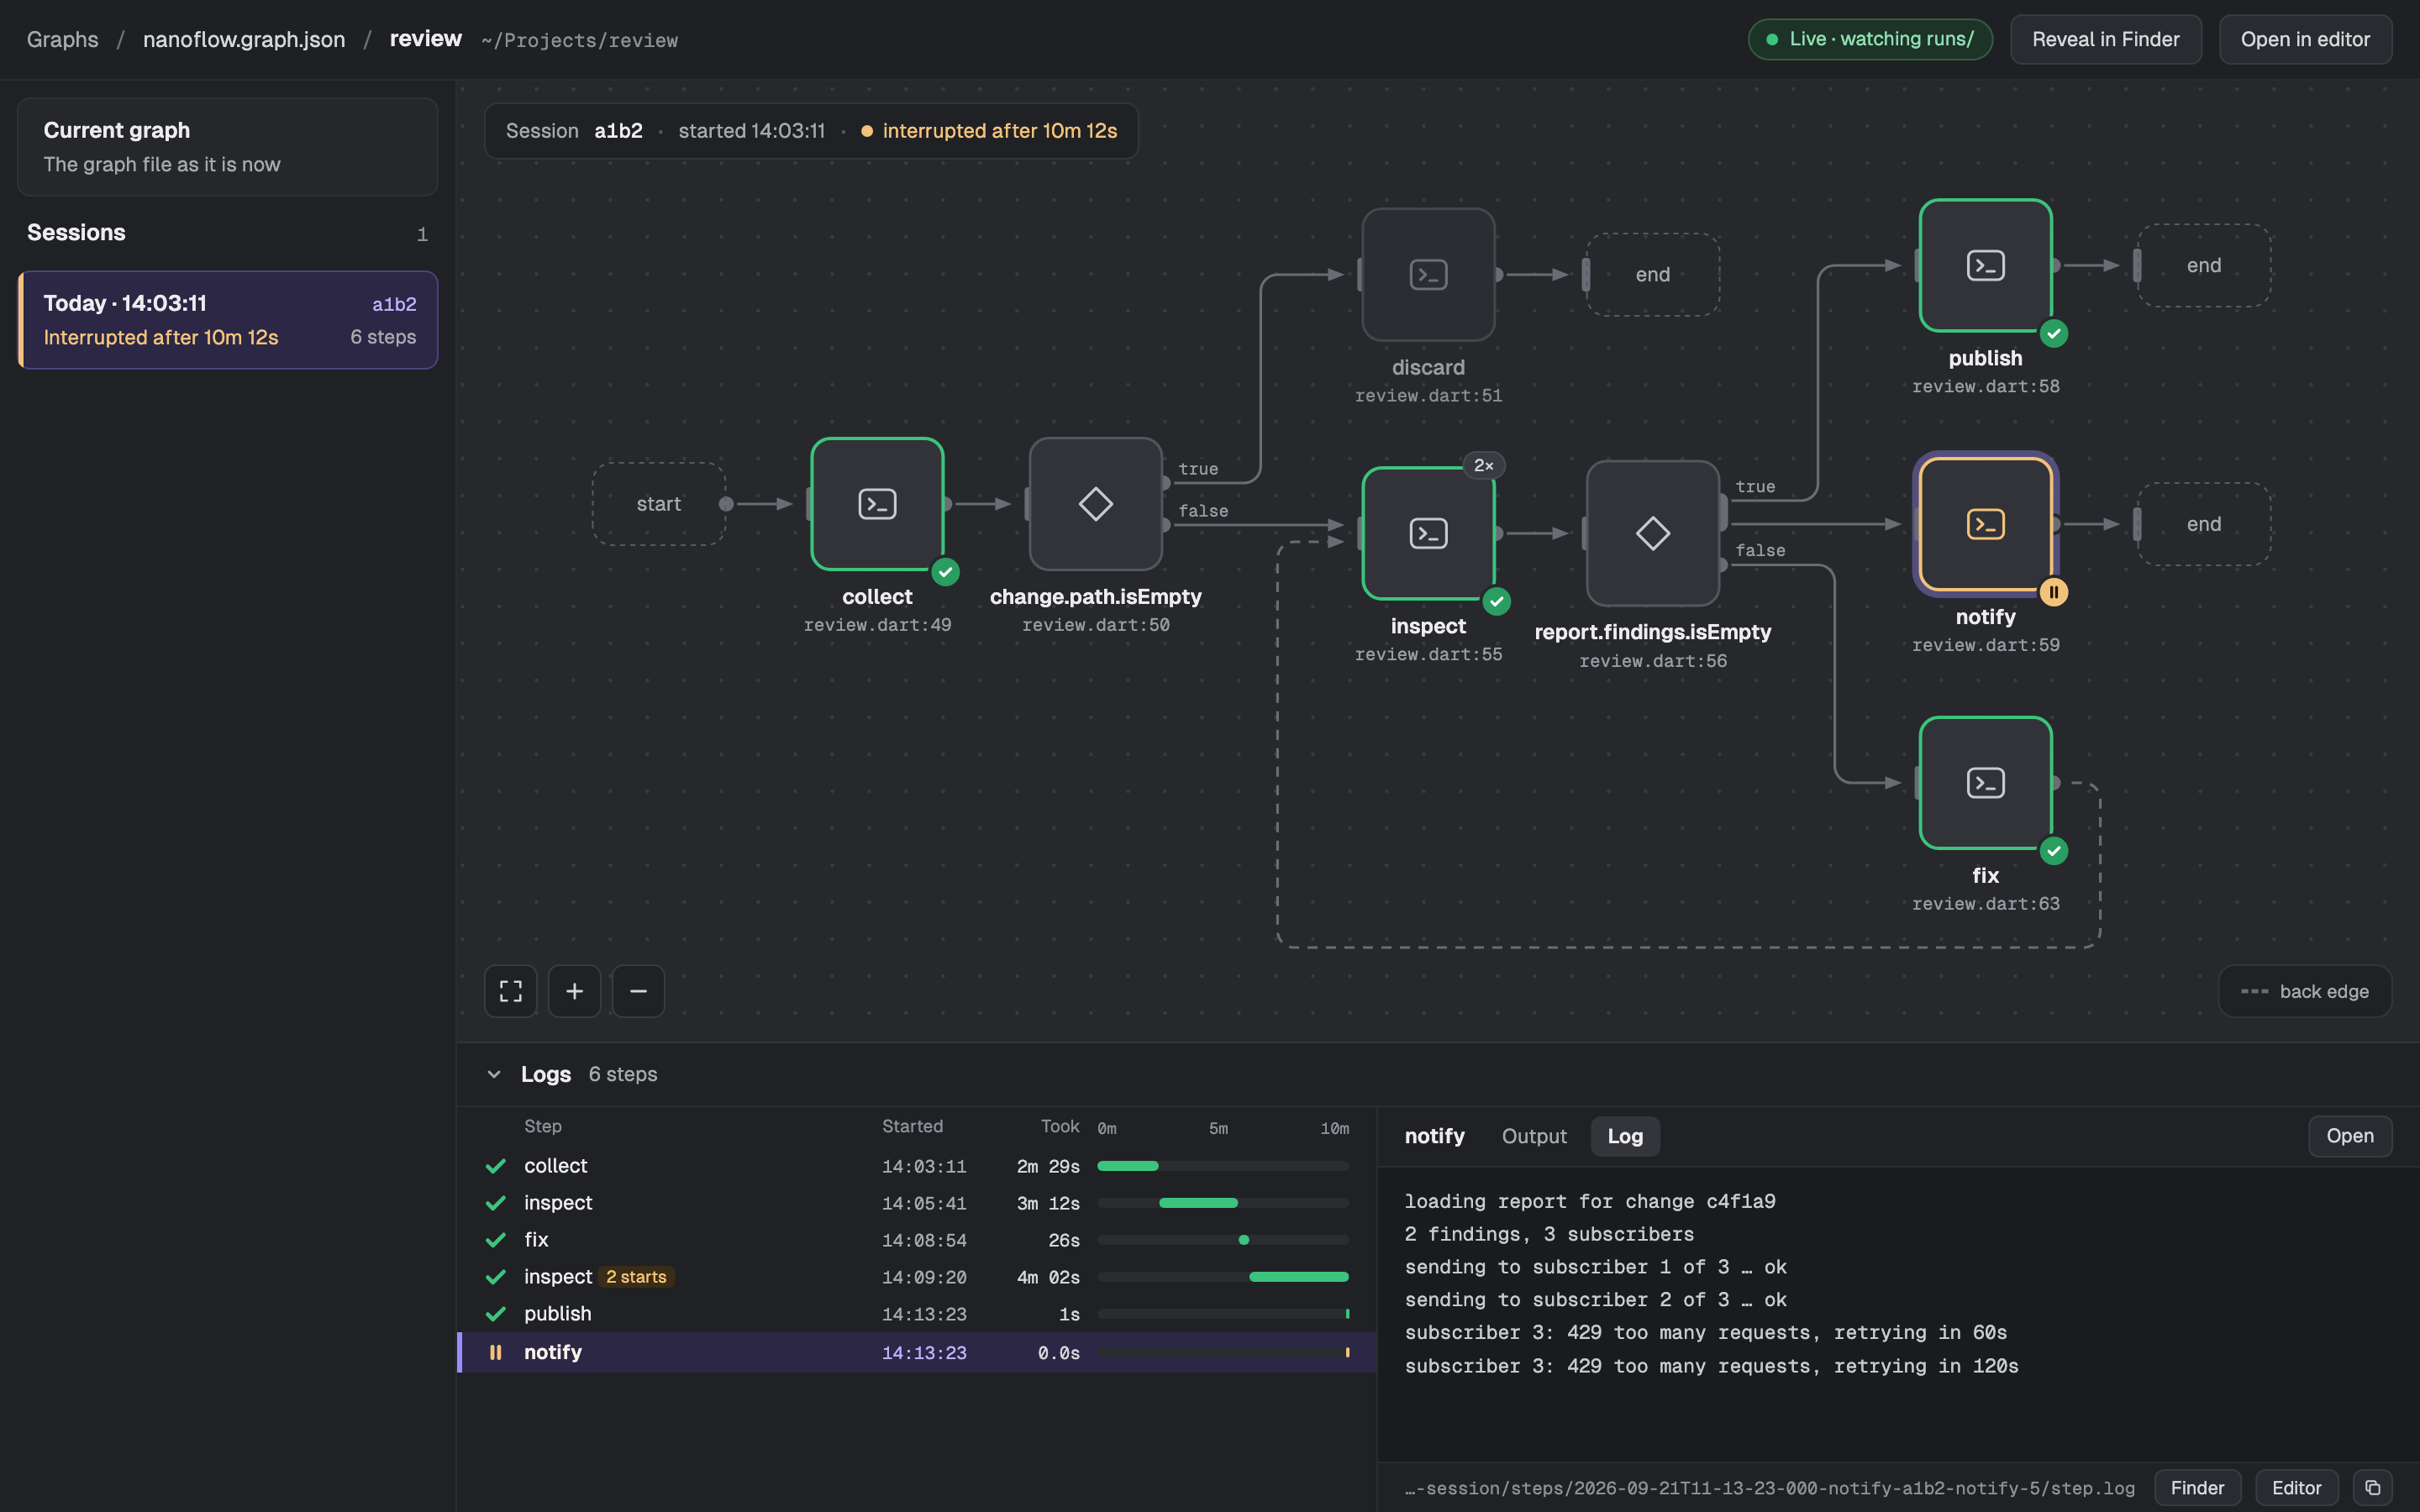 Graphs / nanoflow.graph.json / review ~/Projects/review
Live · watching runs/
Reveal in Finder
Open in editor
Current graph
The graph file as it is now
Sessions 1
Today · 14:03:11 a1b2
Interrupted after 10m 12s 6 steps
Session a1b2 · started 14:03:11 · interrupted after 10m 12s
start
collect
review.dart:49
change.path.isEmpty
review.dart:50
true
false
discard
review.dart:51
end
2×
inspect
review.dart:55
report.findings.isEmpty
review.dart:56
true
false
publish
review.dart:58
end
notify
review.dart:59
end
fix
review.dart:63
back edge
Logs 6 steps
Step Started Took 0m 5m 10m
collect 14:03:11 2m 29s
inspect 14:05:41 3m 12s
fix 14:08:54 26s
inspect 2 starts 14:09:20 4m 02s
publish 14:13:23 1s
notify 14:13:23 0.0s
notify Output Log Open
loading report for change c4f1a9
2 findings, 3 subscribers
sending to subscriber 1 of 3 … ok
sending to subscriber 2 of 3 … ok
subscriber 3: 429 too many requests, retrying in 60s
subscriber 3: 429 too many requests, retrying in 120s
…-session/steps/2026-09-21T11-13-23-000-notify-a1b2-notify-5/step.log
Finder
Editor